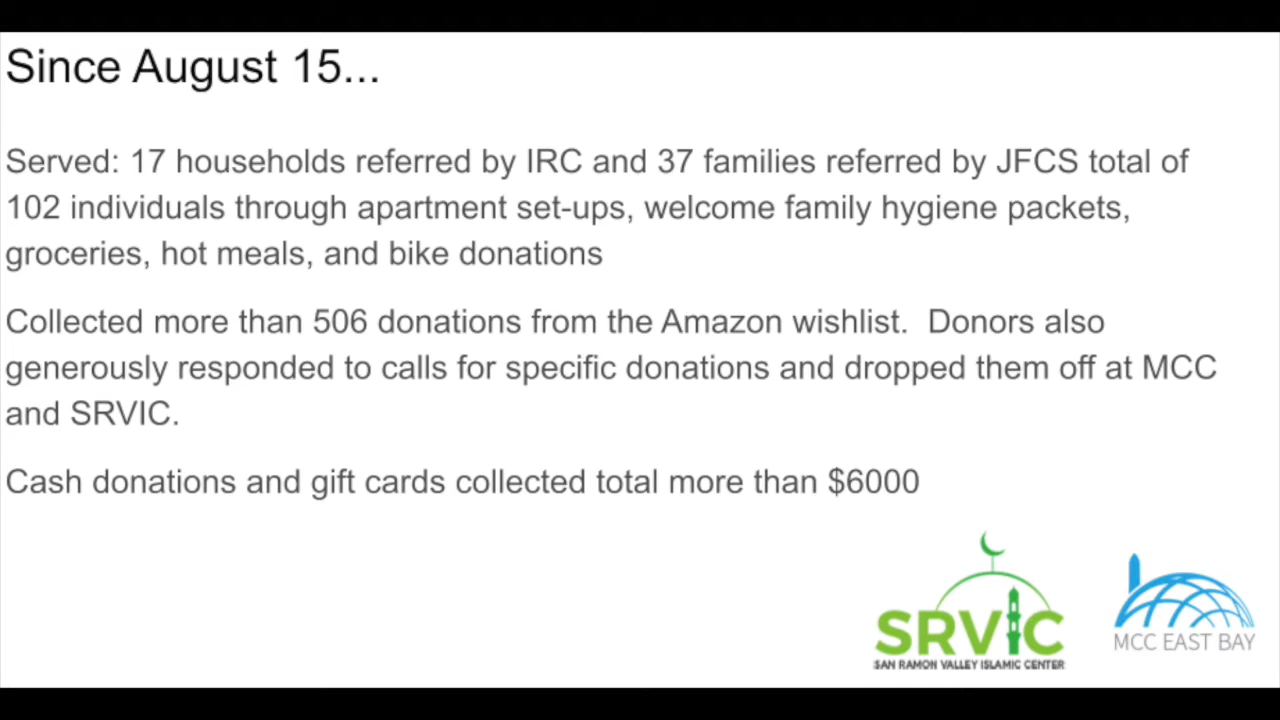 Since August 15...
Served: 17 households referred by IRC and 37 families referred by JFCS total of
102 individuals through apartment set-ups, welcome family hygiene packets,
groceries, hot meals, and bike donations
Collected more than 506 donations from the Amazon wishlist.  Donors also
generously responded to calls for specific donations and dropped them off at MCC
and SRVIC.
Cash donations and gift cards collected total more than $6000
SRVIC
SAN RAMON VALLEY ISLAMIC CENTER
MCC EAST BAY